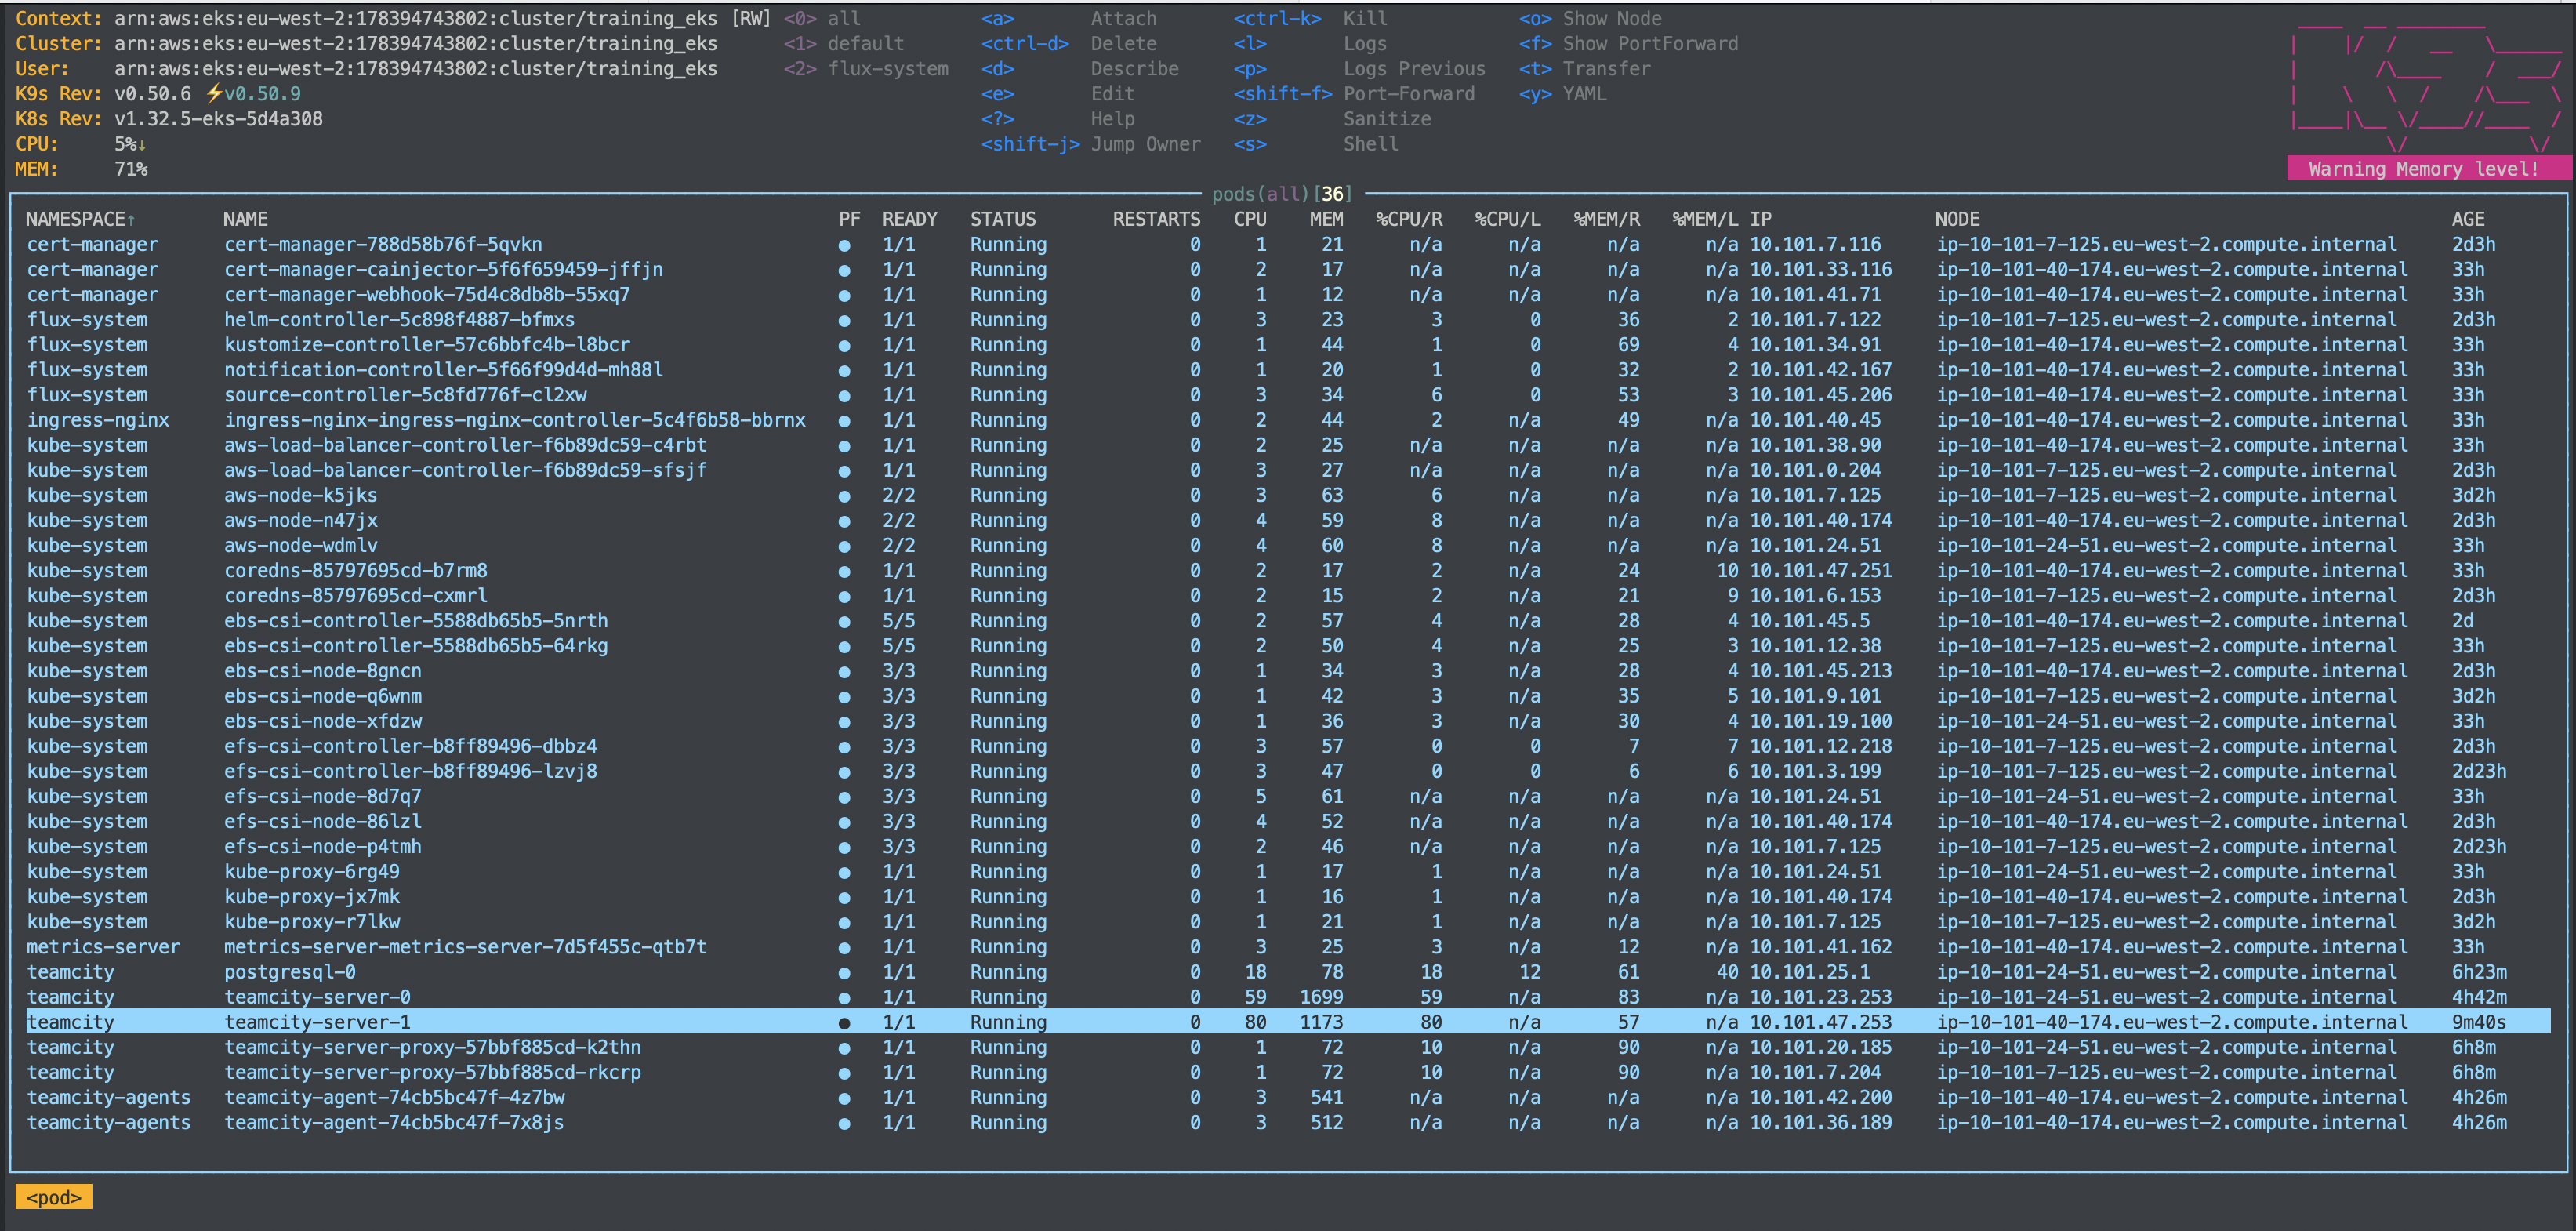 Context: arn:aws:eks:eu-west-2:178394743802:cluster/training_eks [RW] <0> all <a> Attach <ctrl-k> Kill <o> Show Node
Cluster: arn:aws:eks:eu-west-2:178394743802:cluster/training_eks <1> default <ctrl-d> Delete <l> Logs <f> Show PortForward
User: arn:aws:eks:eu-west-2:178394743802:cluster/training_eks <2> flux-system <d> Describe <p> Logs Previous <t> Transfer
K9s Rev: v0.50.6 ⚡v0.50.9 <e> Edit <shift-f> Port-Forward <y> YAML
K8s Rev: v1.32.5-eks-5d4a308 <?> Help <z> Sanitize
CPU: 5%↓ <shift-j> Jump Owner <s> Shell
MEM: 71% Warning Memory level!
pods(all)[36]
NAMESPACE↑ NAME PF READY STATUS RESTARTS CPU MEM %CPU/R %CPU/L %MEM/R %MEM/L IP NODE AGE
cert-manager cert-manager-788d58b76f-5qvkn ● 1/1 Running 0 1 21 n/a n/a n/a n/a 10.101.7.116 ip-10-101-7-125.eu-west-2.compute.internal 2d3h
cert-manager cert-manager-cainjector-5f6f659459-jffjn ● 1/1 Running 0 2 17 n/a n/a n/a n/a 10.101.33.116 ip-10-101-40-174.eu-west-2.compute.internal 33h
cert-manager cert-manager-webhook-75d4c8db8b-55xq7 ● 1/1 Running 0 1 12 n/a n/a n/a n/a 10.101.41.71 ip-10-101-40-174.eu-west-2.compute.internal 33h
flux-system helm-controller-5c898f4887-bfmxs ● 1/1 Running 0 3 23 3 0 36 2 10.101.7.122 ip-10-101-7-125.eu-west-2.compute.internal 2d3h
flux-system kustomize-controller-57c6bbfc4b-l8bcr ● 1/1 Running 0 1 44 1 0 69 4 10.101.34.91 ip-10-101-40-174.eu-west-2.compute.internal 33h
flux-system notification-controller-5f66f99d4d-mh88l ● 1/1 Running 0 1 20 1 0 32 2 10.101.42.167 ip-10-101-40-174.eu-west-2.compute.internal 33h
flux-system source-controller-5c8fd776f-cl2xw ● 1/1 Running 0 3 34 6 0 53 3 10.101.45.206 ip-10-101-40-174.eu-west-2.compute.internal 33h
ingress-nginx ingress-nginx-ingress-nginx-controller-5c4f6b58-bbrnx ● 1/1 Running 0 2 44 2 n/a 49 n/a 10.101.40.45 ip-10-101-40-174.eu-west-2.compute.internal 33h
kube-system aws-load-balancer-controller-f6b89dc59-c4rbt ● 1/1 Running 0 2 25 n/a n/a n/a n/a 10.101.38.90 ip-10-101-40-174.eu-west-2.compute.internal 33h
kube-system aws-load-balancer-controller-f6b89dc59-sfsjf ● 1/1 Running 0 3 27 n/a n/a n/a n/a 10.101.0.204 ip-10-101-7-125.eu-west-2.compute.internal 2d3h
kube-system aws-node-k5jks ● 2/2 Running 0 3 63 6 n/a n/a n/a 10.101.7.125 ip-10-101-7-125.eu-west-2.compute.internal 3d2h
kube-system aws-node-n47jx ● 2/2 Running 0 4 59 8 n/a n/a n/a 10.101.40.174 ip-10-101-40-174.eu-west-2.compute.internal 2d3h
kube-system aws-node-wdmlv ● 2/2 Running 0 4 60 8 n/a n/a n/a 10.101.24.51 ip-10-101-24-51.eu-west-2.compute.internal 33h
kube-system coredns-85797695cd-b7rm8 ● 1/1 Running 0 2 17 2 n/a 24 10 10.101.47.251 ip-10-101-40-174.eu-west-2.compute.internal 33h
kube-system coredns-85797695cd-cxmrl ● 1/1 Running 0 2 15 2 n/a 21 9 10.101.6.153 ip-10-101-7-125.eu-west-2.compute.internal 2d3h
kube-system ebs-csi-controller-5588db65b5-5nrth ● 5/5 Running 0 2 57 4 n/a 28 4 10.101.45.5 ip-10-101-40-174.eu-west-2.compute.internal 2d
kube-system ebs-csi-controller-5588db65b5-64rkg ● 5/5 Running 0 2 50 4 n/a 25 3 10.101.12.38 ip-10-101-7-125.eu-west-2.compute.internal 33h
kube-system ebs-csi-node-8gncn ● 3/3 Running 0 1 34 3 n/a 28 4 10.101.45.213 ip-10-101-40-174.eu-west-2.compute.internal 2d3h
kube-system ebs-csi-node-q6wnm ● 3/3 Running 0 1 42 3 n/a 35 5 10.101.9.101 ip-10-101-7-125.eu-west-2.compute.internal 3d2h
kube-system ebs-csi-node-xfdzw ● 3/3 Running 0 1 36 3 n/a 30 4 10.101.19.100 ip-10-101-24-51.eu-west-2.compute.internal 33h
kube-system efs-csi-controller-b8ff89496-dbbz4 ● 3/3 Running 0 3 57 0 0 7 7 10.101.12.218 ip-10-101-7-125.eu-west-2.compute.internal 2d3h
kube-system efs-csi-controller-b8ff89496-lzvj8 ● 3/3 Running 0 3 47 0 0 6 6 10.101.3.199 ip-10-101-7-125.eu-west-2.compute.internal 2d23h
kube-system efs-csi-node-8d7q7 ● 3/3 Running 0 5 61 n/a n/a n/a n/a 10.101.24.51 ip-10-101-24-51.eu-west-2.compute.internal 33h
kube-system efs-csi-node-86lzl ● 3/3 Running 0 4 52 n/a n/a n/a n/a 10.101.40.174 ip-10-101-40-174.eu-west-2.compute.internal 2d3h
kube-system efs-csi-node-p4tmh ● 3/3 Running 0 2 46 n/a n/a n/a n/a 10.101.7.125 ip-10-101-7-125.eu-west-2.compute.internal 2d23h
kube-system kube-proxy-6rg49 ● 1/1 Running 0 1 17 1 n/a n/a n/a 10.101.24.51 ip-10-101-24-51.eu-west-2.compute.internal 33h
kube-system kube-proxy-jx7mk ● 1/1 Running 0 1 16 1 n/a n/a n/a 10.101.40.174 ip-10-101-40-174.eu-west-2.compute.internal 2d3h
kube-system kube-proxy-r7lkw ● 1/1 Running 0 1 21 1 n/a n/a n/a 10.101.7.125 ip-10-101-7-125.eu-west-2.compute.internal 3d2h
metrics-server metrics-server-metrics-server-7d5f455c-qtb7t ● 1/1 Running 0 3 25 3 n/a 12 n/a 10.101.41.162 ip-10-101-40-174.eu-west-2.compute.internal 33h
teamcity postgresql-0 ● 1/1 Running 0 18 78 18 12 61 40 10.101.25.1 ip-10-101-24-51.eu-west-2.compute.internal 6h23m
teamcity teamcity-server-0 ● 1/1 Running 0 59 1699 59 n/a 83 n/a 10.101.23.253 ip-10-101-24-51.eu-west-2.compute.internal 4h42m
teamcity teamcity-server-1 ● 1/1 Running 0 80 1173 80 n/a 57 n/a 10.101.47.253 ip-10-101-40-174.eu-west-2.compute.internal 9m40s
teamcity teamcity-server-proxy-57bbf885cd-k2thn ● 1/1 Running 0 1 72 10 n/a 90 n/a 10.101.20.185 ip-10-101-24-51.eu-west-2.compute.internal 6h8m
teamcity teamcity-server-proxy-57bbf885cd-rkcrp ● 1/1 Running 0 1 72 10 n/a 90 n/a 10.101.7.204 ip-10-101-7-125.eu-west-2.compute.internal 6h8m
teamcity-agents teamcity-agent-74cb5bc47f-4z7bw ● 1/1 Running 0 3 541 n/a n/a n/a n/a 10.101.42.200 ip-10-101-40-174.eu-west-2.compute.internal 4h26m
teamcity-agents teamcity-agent-74cb5bc47f-7x8js ● 1/1 Running 0 3 512 n/a n/a n/a n/a 10.101.36.189 ip-10-101-40-174.eu-west-2.compute.internal 4h26m
<pod>